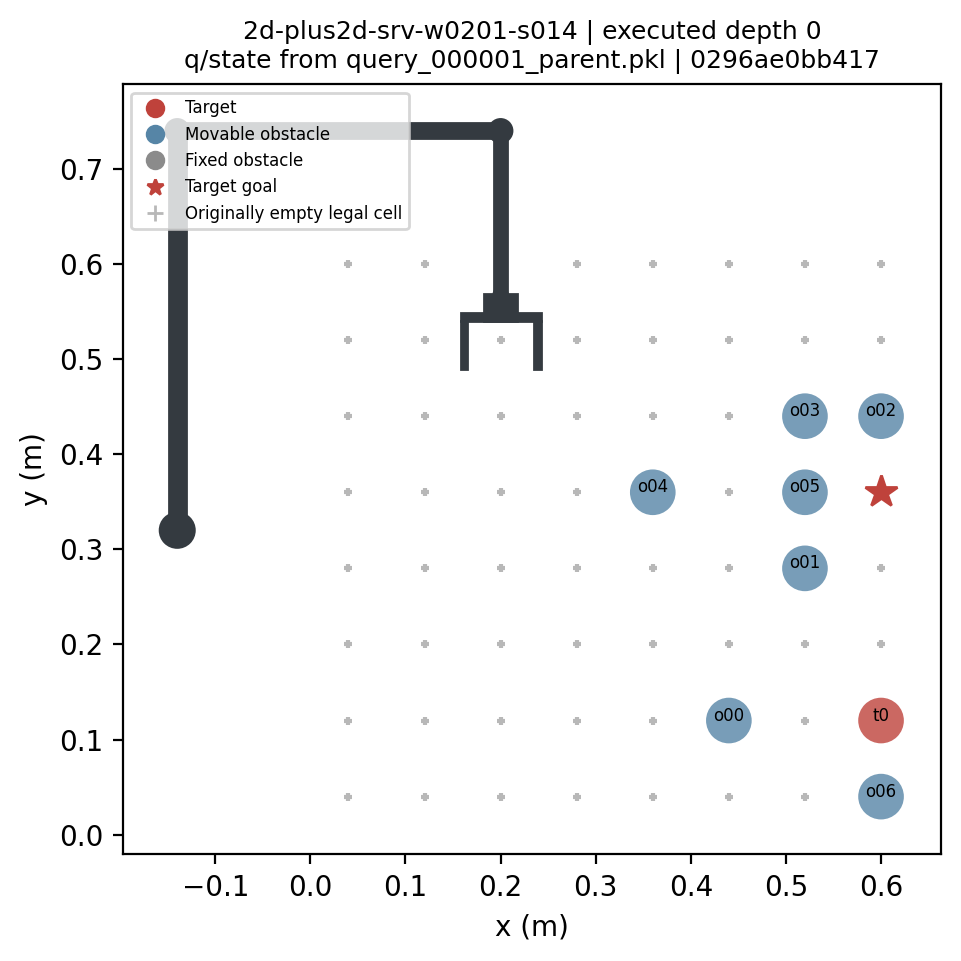 2d-plus2d-srv-w0201-s014 | executed depth 0
q/state from query_000001_parent.pkl | 0296ae0bb417
Target
Movable obstacle
Fixed obstacle
Target goal
Originally empty legal cell
0.7
0.6
0.5
0.4
0.3
0.2
0.1
0.0
y (m)
o03
o02
o04
o05
o01
o00
t0
o06
−0.1
0.0
0.1
0.2
0.3
0.4
0.5
0.6
x (m)